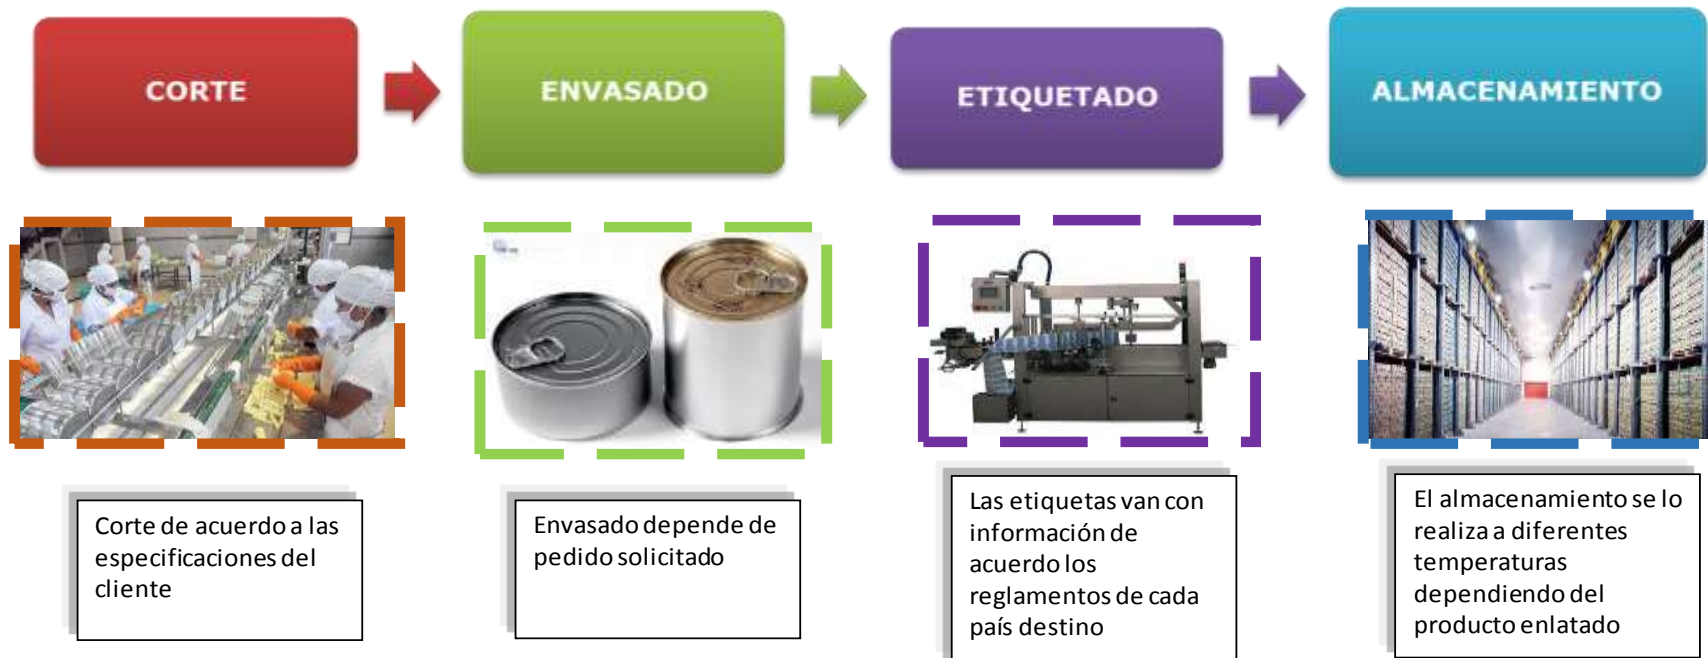 CORTE
ENVASADO
ETIQUETADO
ALMACENAMIENTO
Corte de acuerdo a las
especificaciones del
cliente
Envasado depende de
pedido solicitado
Las etiquetas van con
información de
acuerdo los
reglamentos de cada
país destino
El almacenamiento se lo
realiza a diferentes
temperaturas
dependiendo del
producto enlatado